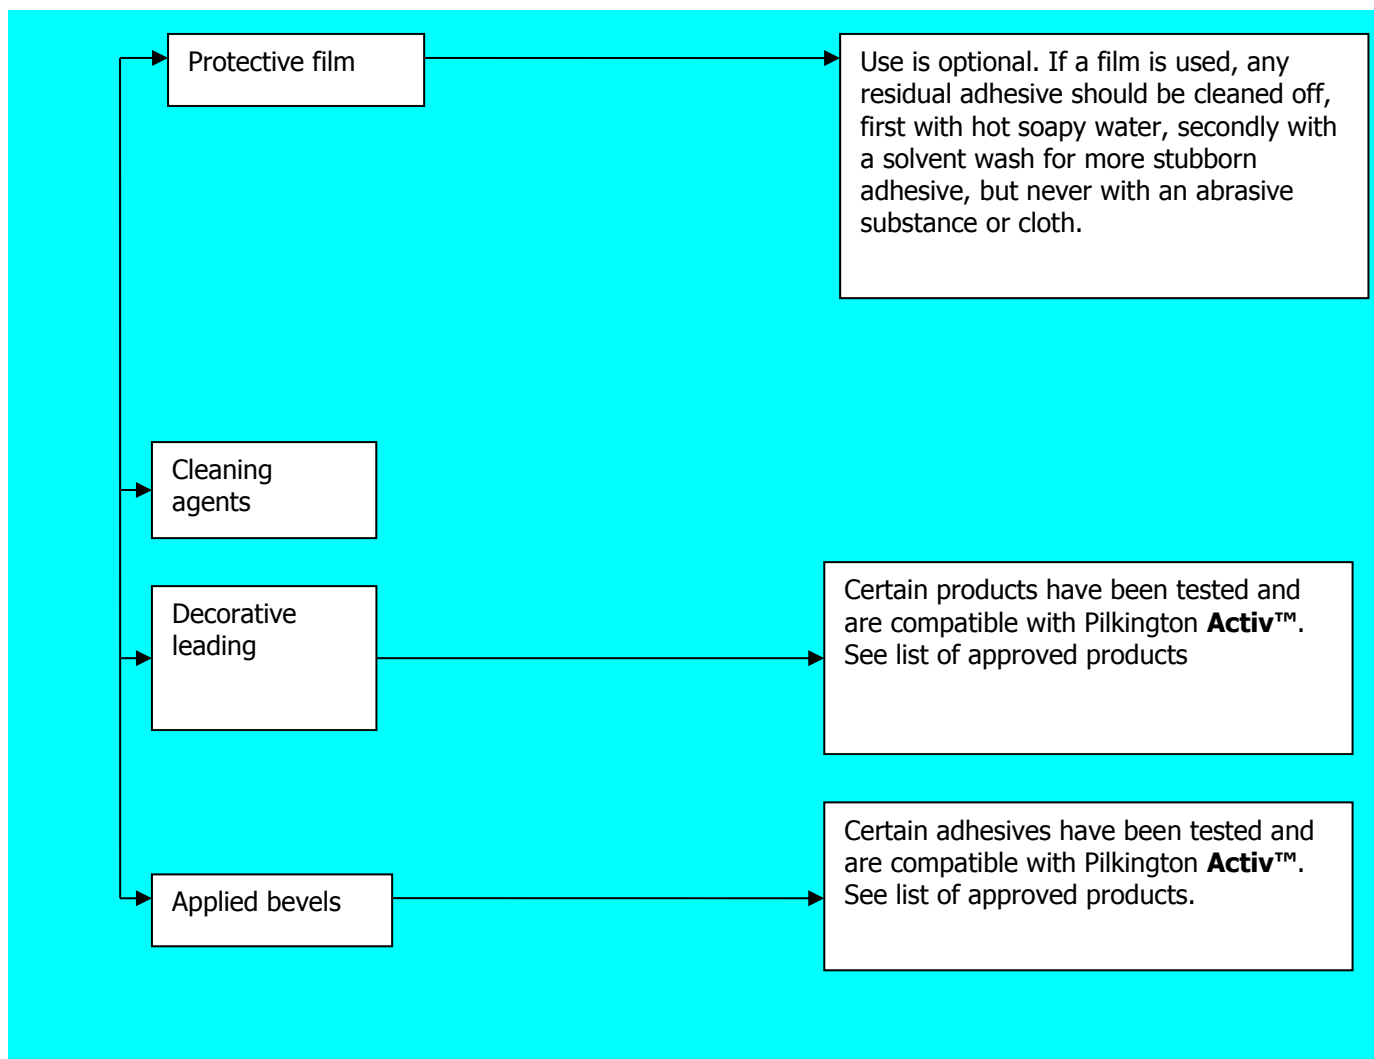 Protective film
Use is optional. If a film is used, any
residual adhesive should be cleaned off,
first with hot soapy water, secondly with
a solvent wash for more stubborn
adhesive, but never with an abrasive
substance or cloth.
Cleaning
agents
Decorative
leading
Certain products have been tested and
are compatible with Pilkington Activ™.
See list of approved products
Applied bevels
Certain adhesives have been tested and
are compatible with Pilkington Activ™.
See list of approved products.